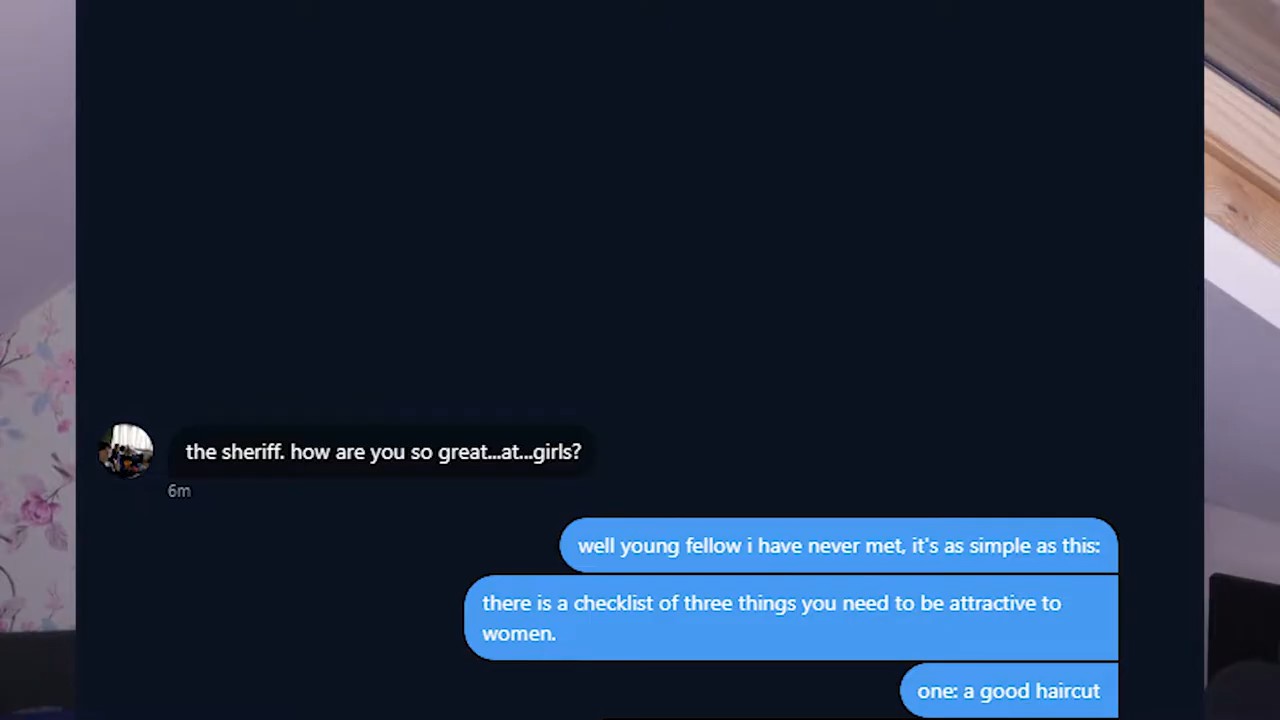 the sheriff. how are you so great...at...girls?
6m
well young fellow i have never met, it's as simple as this:
there is a checklist of three things you need to be attractive to
women.
one: a good haircut